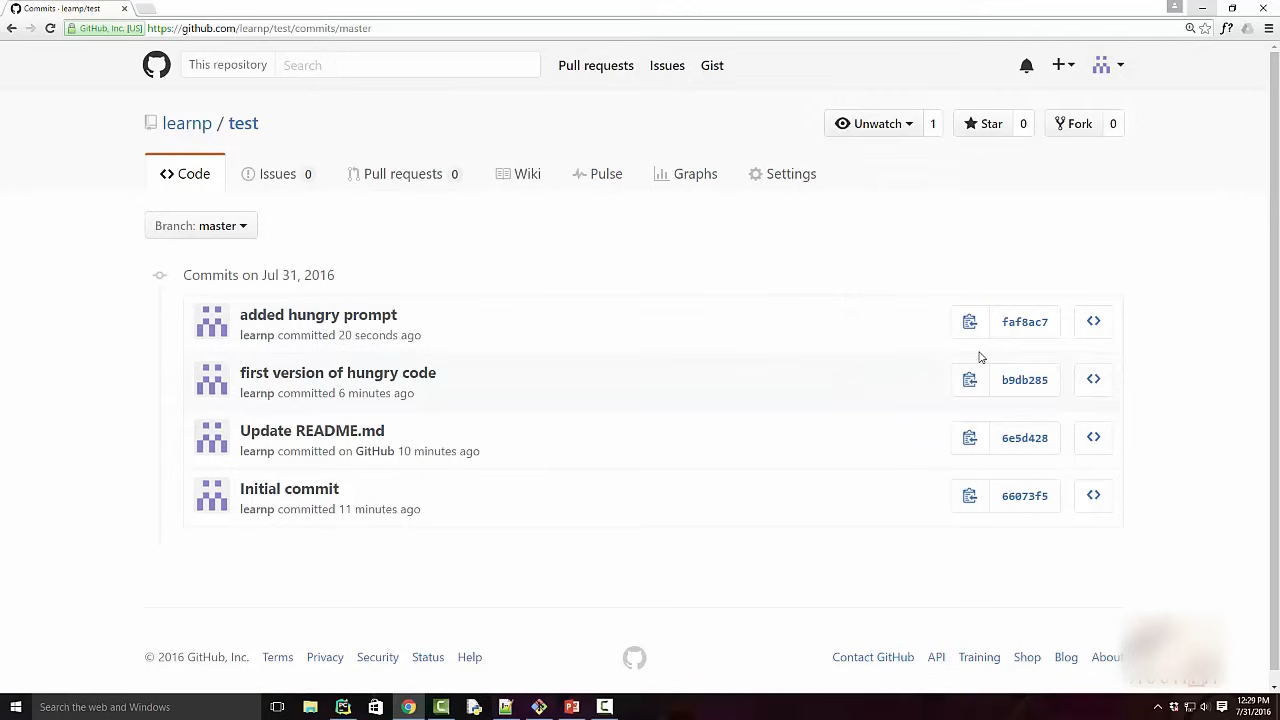 Commits · learnp/test
GitHub, Inc. [US] https://github.com/learnp/test/commits/master
This repository Search Pull requests Issues Gist
learnp / test
Unwatch 1 Star 0 Fork 0
Code Issues 0 Pull requests 0 Wiki Pulse Graphs Settings
Branch: master
Commits on Jul 31, 2016
added hungry prompt
learnp committed 20 seconds ago
faf8ac7
first version of hungry code
learnp committed 6 minutes ago
b9db285
Update README.md
learnp committed on GitHub 10 minutes ago
6e5d428
Initial commit
learnp committed 11 minutes ago
66073f5
© 2016 GitHub, Inc. Terms Privacy Security Status Help Contact GitHub API Training Shop Blog About
Search the web and Windows
12:29 PM
7/31/2016